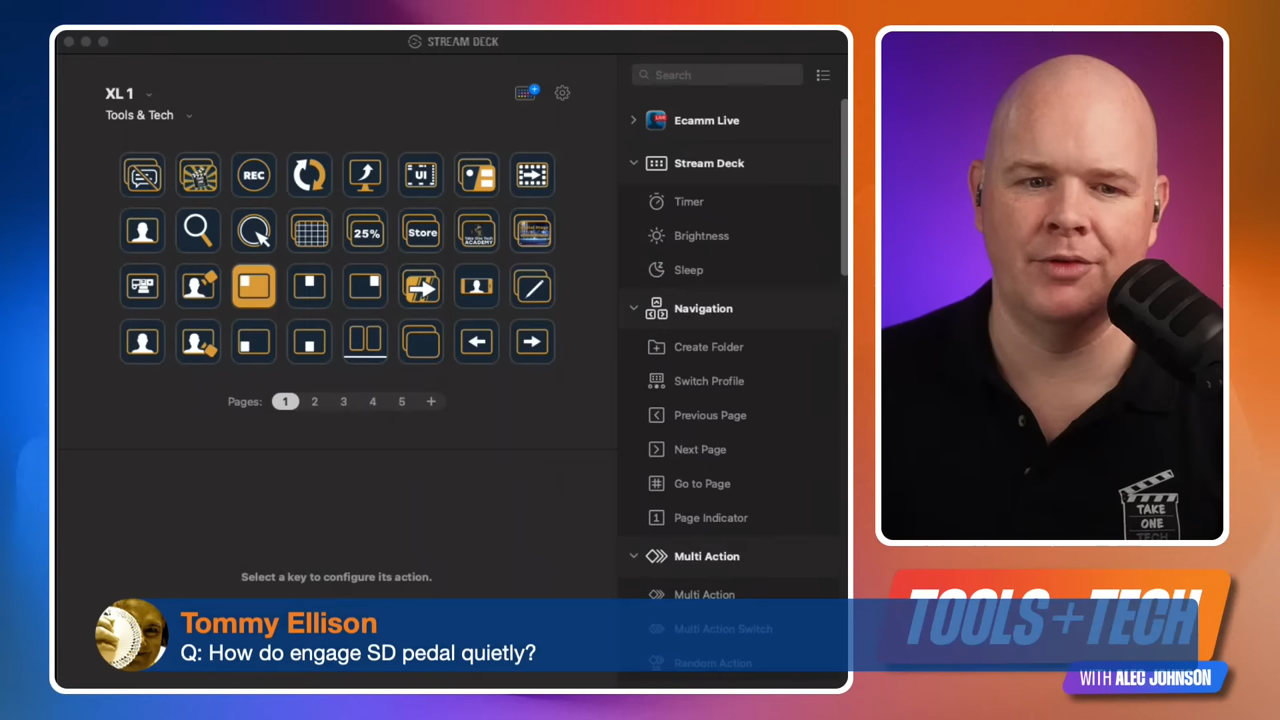 STREAM DECK
XL 1
Tools & Tech
REC
UI
25%
Store
ACADEMY
Pages: 1 2 3 4 5 +
Select a key to configure its action.
Search
Ecamm Live
Stream Deck
Timer
Brightness
Sleep
Navigation
Create Folder
Switch Profile
Previous Page
Next Page
Go to Page
1 Page Indicator
Multi Action
Multi Action
Multi Action Switch
Random Action
Tommy Ellison
Q: How do engage SD pedal quietly?
TAKE
ONE
TECH
TOOLS+TECH
WITH ALEC JOHNSON